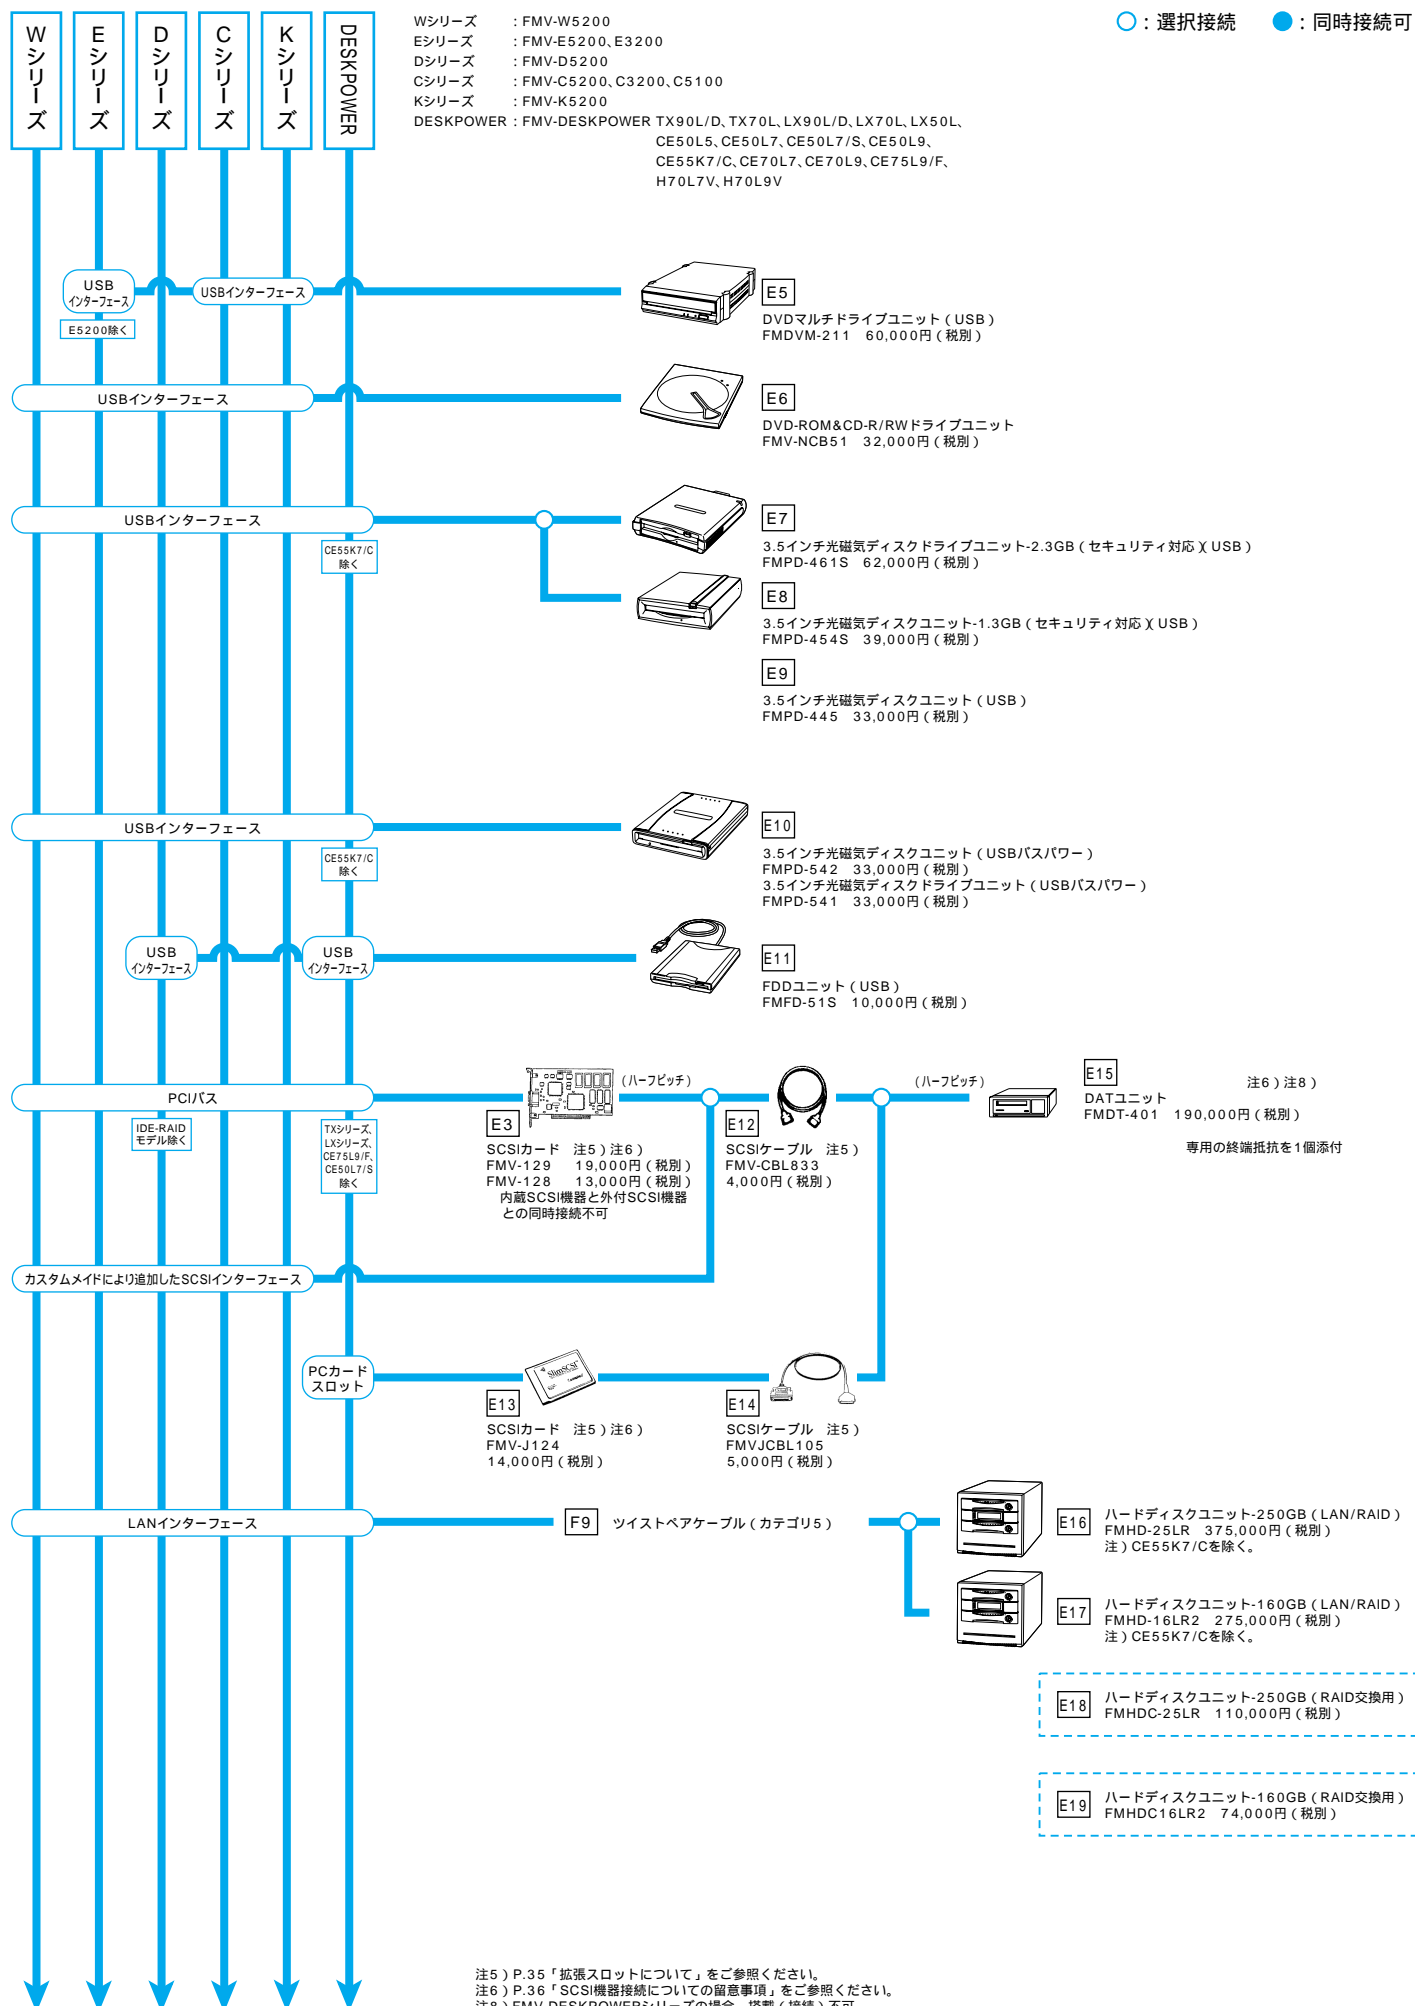 Wシリーズ
Eシリーズ
Dシリーズ
Cシリーズ
Kシリーズ
DESKPOWER
Wシリーズ : FMV-W5200
Eシリーズ : FMV-E5200、E3200
Dシリーズ : FMV-D5200
Cシリーズ : FMV-C5200、C3200、C5100
Kシリーズ : FMV-K5200
DESKPOWER : FMV-DESKPOWER TX90L/D、TX70L、LX90L/D、LX70L、LX50L、
CE50L5、CE50L7、CE50L7/S、CE50L9、
CE55K7/C、CE70L7、CE70L9、CE75L9/F、
H70L7V、H70L9V
○:選択接続 ●:同時接続可
USB
インターフェース
E5200除く
USBインターフェース
E5
DVDマルチドライブユニット(USB)
FMDVM-211 60,000円(税別)
USBインターフェース
E6
DVD-ROM&CD-R/RWドライブユニット
FMV-NCB51 32,000円(税別)
USBインターフェース
CE55K7/C
除く
E7
3.5インチ光磁気ディスクドライブユニット-2.3GB(セキュリティ対応)(USB)
FMPD-461S 62,000円(税別)
E8
3.5インチ光磁気ディスクユニット-1.3GB(セキュリティ対応)(USB)
FMPD-454S 39,000円(税別)
E9
3.5インチ光磁気ディスクユニット(USB)
FMPD-445 33,000円(税別)
USBインターフェース
CE55K7/C
除く
E10
3.5インチ光磁気ディスクユニット(USBバスパワー)
FMPD-542 33,000円(税別)
3.5インチ光磁気ディスクドライブユニット(USBバスパワー)
FMPD-541 33,000円(税別)
USB
インターフェース
USB
インターフェース
E11
FDDユニット(USB)
FMFD-51S 10,000円(税別)
PCIバス
IDE-RAID
モデル除く
TXシリーズ、
LXシリーズ、
CE75L9/F、
CE50L7/S
除く
(ハーフピッチ)
E3
SCSIカード 注5)注6)
FMV-129 19,000円(税別)
FMV-128 13,000円(税別)
内蔵SCSI機器と外付SCSI機器
との同時接続不可
E12
SCSIケーブル 注5)
FMV-CBL833
4,000円(税別)
(ハーフピッチ)
E15
注6)注8)
DATユニット
FMDT-401 190,000円(税別)
専用の終端抵抗を1個添付
カスタムメイドにより追加したSCSIインターフェース
PCカード
スロット
SlimSCSI
E13
SCSIカード 注5)注6)
FMV-J124
14,000円(税別)
E14
SCSIケーブル 注5)
FMVJCBL105
5,000円(税別)
LANインターフェース
F9 ツイストペアケーブル(カテゴリ5)
E16
ハードディスクユニット-250GB(LAN/RAID)
FMHD-25LR 375,000円(税別)
注)CE55K7/Cを除く。
E17
ハードディスクユニット-160GB(LAN/RAID)
FMHD-16LR2 275,000円(税別)
注)CE55K7/Cを除く。
E18
ハードディスクユニット-250GB(RAID交換用)
FMHDC-25LR 110,000円(税別)
E19
ハードディスクユニット-160GB(RAID交換用)
FMHDC16LR2 74,000円(税別)
注5)P.35「拡張スロットについて」をご参照ください。
注6)P.36「SCSI機器接続についての留意事項」をご参照ください。
注8)FMV-DESKPOWERシリーズの場合、搭載(接続)不可